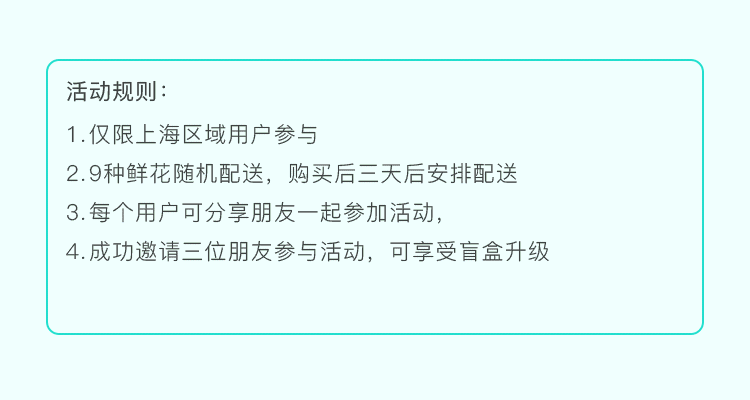 活动规则：
1.仅限上海区域用户参与
2.9种鲜花随机配送，购买后三天后安排配送
3.每个用户可分享朋友一起参加活动，
4.成功邀请三位朋友参与活动，可享受盲盒升级